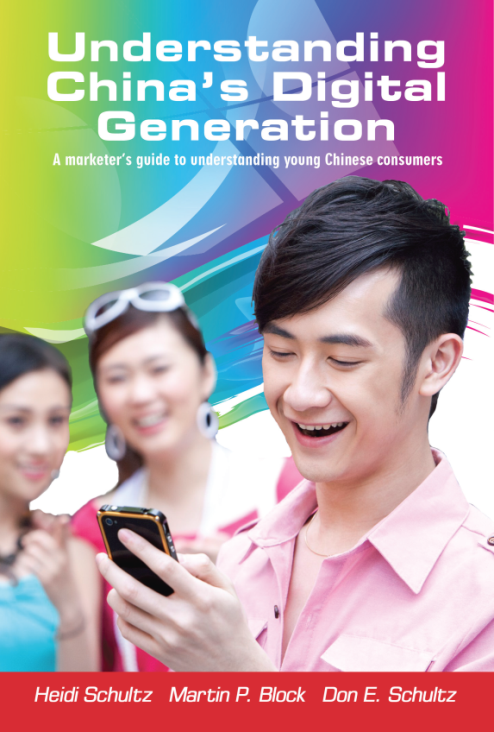 Understanding
China's Digital
Generation
A marketer's guide to understanding young Chinese consumers
Heidi Schultz Martin P. Block Don E. Schultz